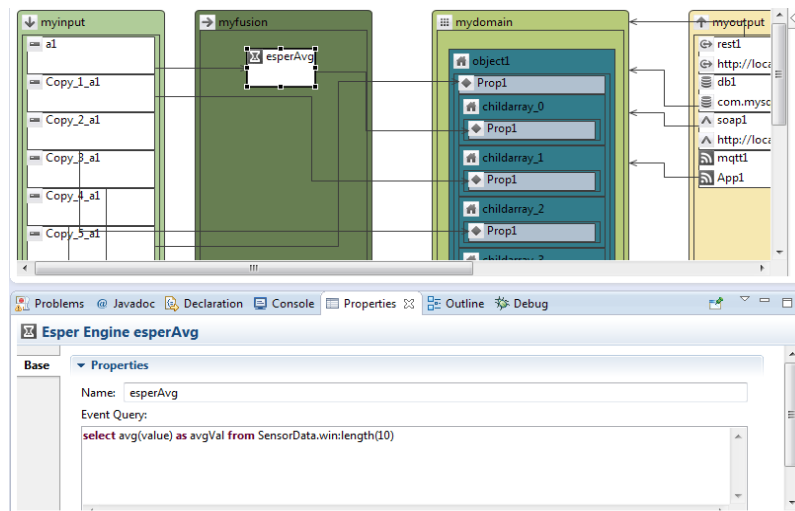 myinput
myfusion
mydomain
myoutput
a1
Copy_1_a1
Copy_2_a1
Copy_3_a1
Copy_4_a1
Copy_5_a1
esperAvg
object1
Prop1
childarray_0
Prop1
childarray_1
Prop1
childarray_2
Prop1
rest1
http://loca
db1
com.mysc
soap1
http://loca
mqtt1
App1
Problems @ Javadoc Declaration Console Properties Outline Debug
Esper Engine esperAvg
Base
Properties
Name: esperAvg
Event Query:
select avg(value) as avgVal from SensorData.win:length(10)